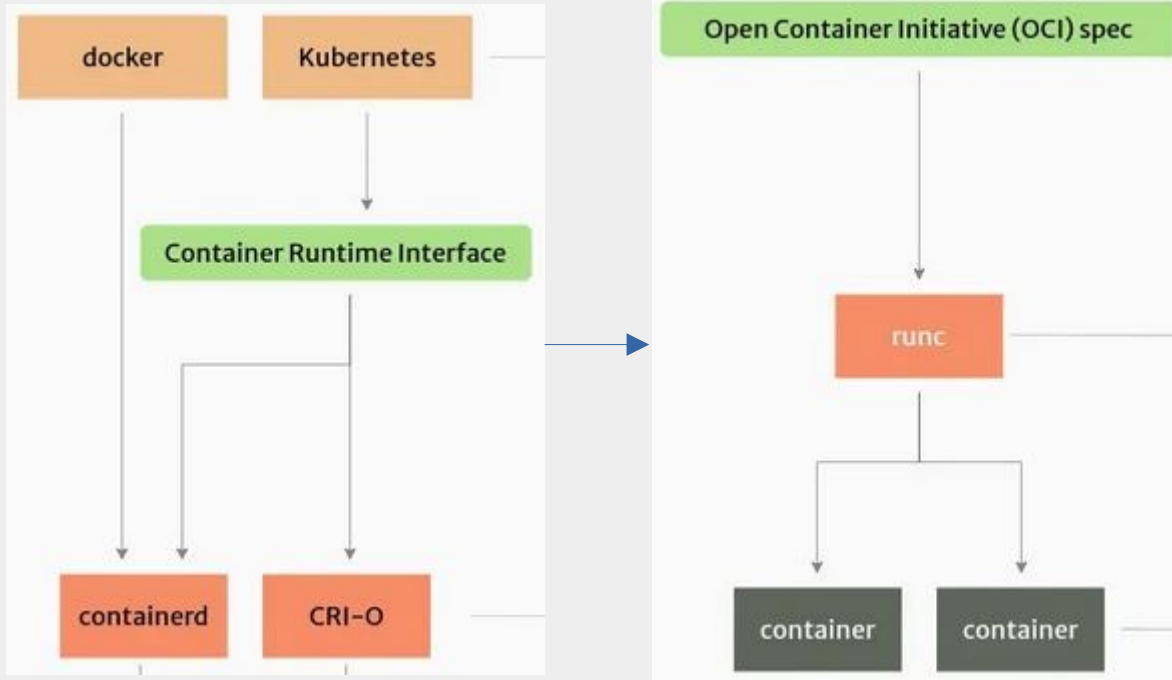 docker
Kubernetes
Container Runtime Interface
containerd
CRI-O
Open Container Initiative (OCI) spec
runc
container
container